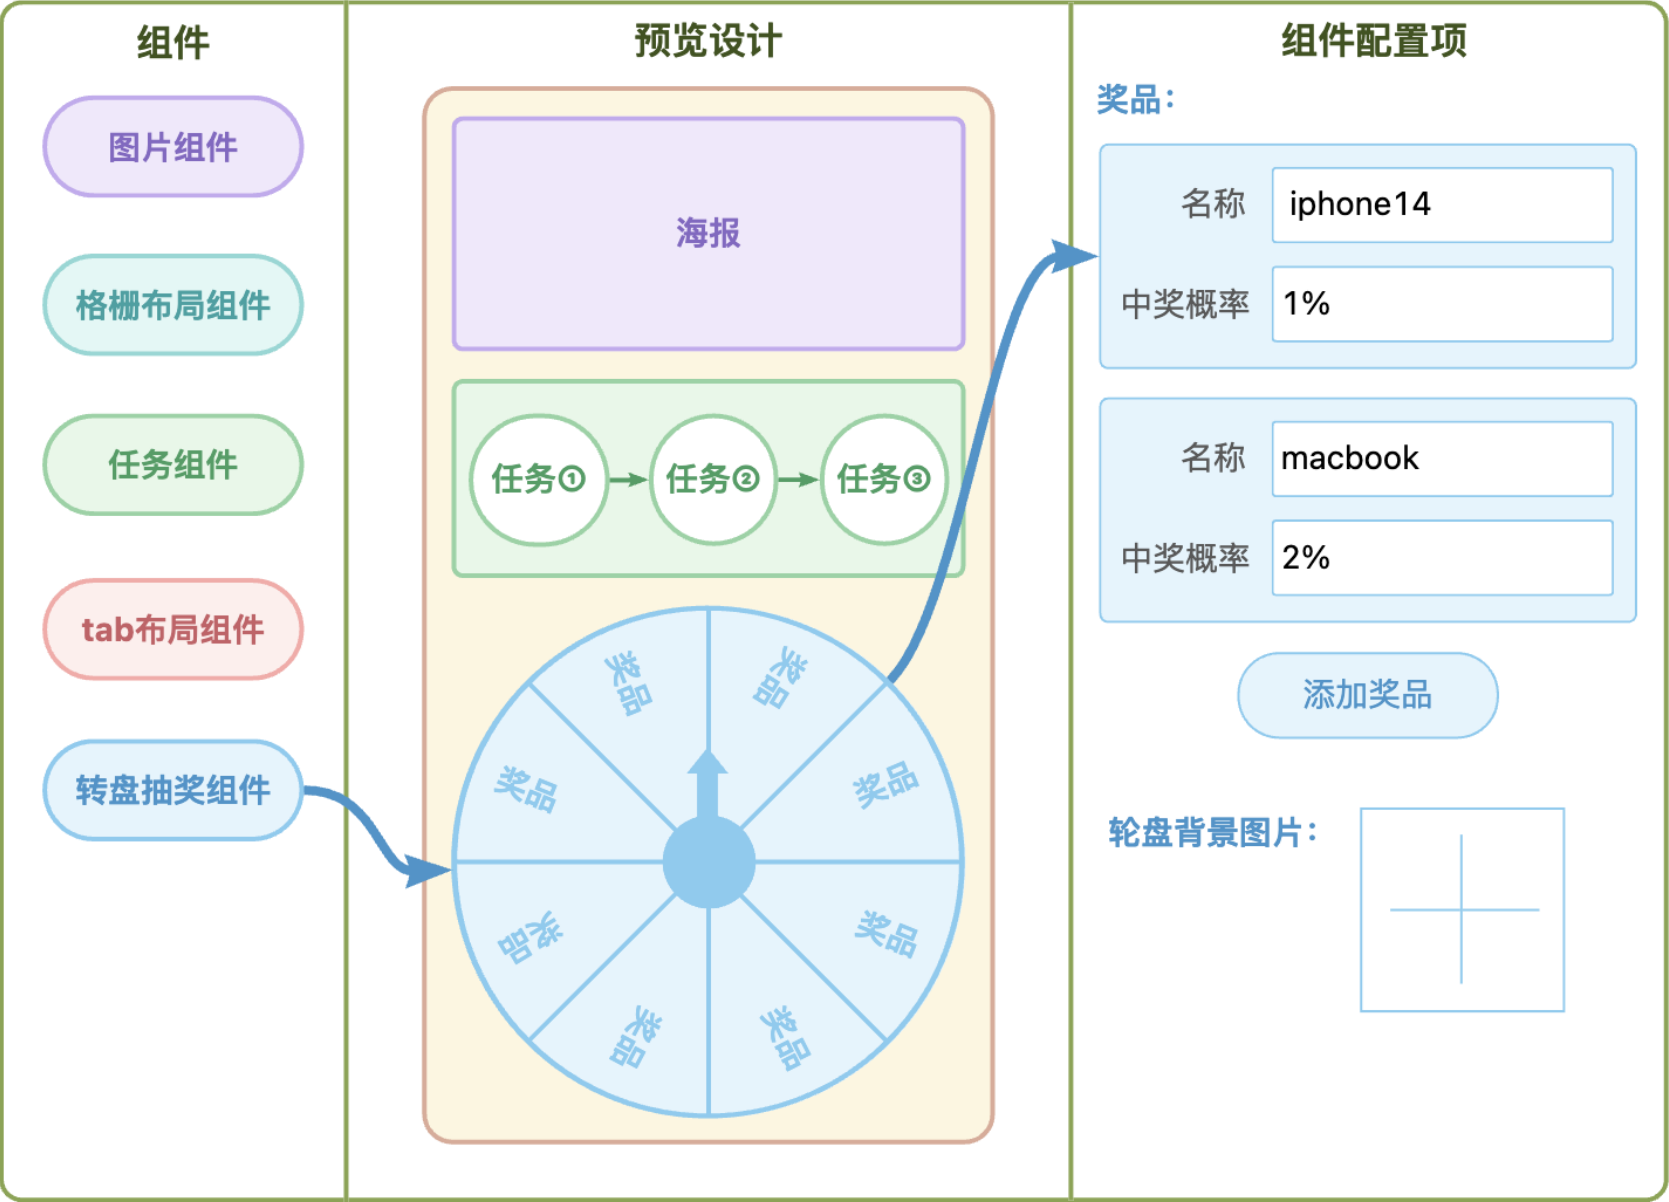 组件
图片组件
格栅布局组件
任务组件
tab布局组件
转盘抽奖组件
预览设计
海报
任务①
任务②
任务③
奖品
奖品
奖品
奖品
奖品
奖品
奖品
奖品
组件配置项
奖品：
名称
iphone14
中奖概率
1%
名称
macbook
中奖概率
2%
添加奖品
轮盘背景图片：